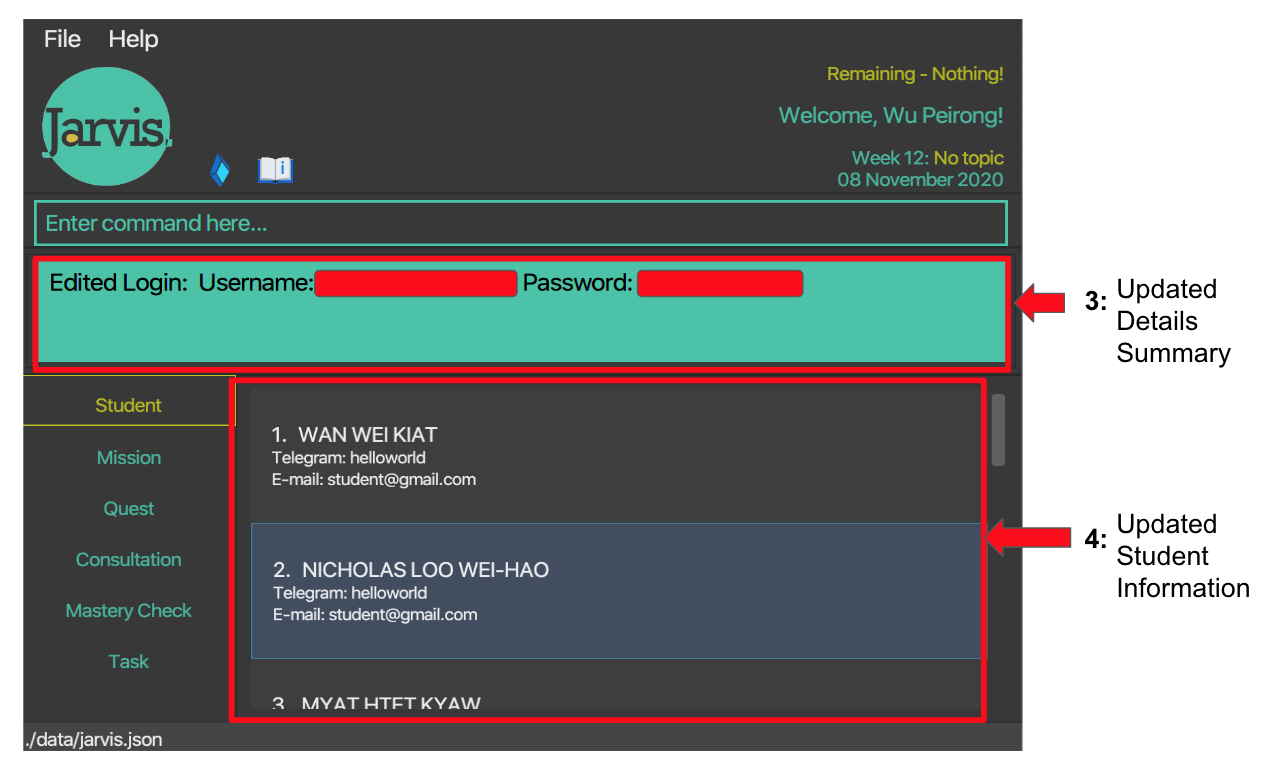 File Help
Jarvis
Remaining - Nothing!
Welcome, Wu Peirong!
Week 12: No topic
08 November 2020
i
Enter command here...
Edited Login: Username: Password:
3: Updated
Details
Summary
Student
Mission
Quest
Consultation
Mastery Check
Task
1. WAN WEI KIAT
Telegram: helloworld
E-mail: student@gmail.com
2. NICHOLAS LOO WEI-HAO
Telegram: helloworld
E-mail: student@gmail.com
3. MYAT HTET KYAW
4: Updated
Student
Information
./data/jarvis.json